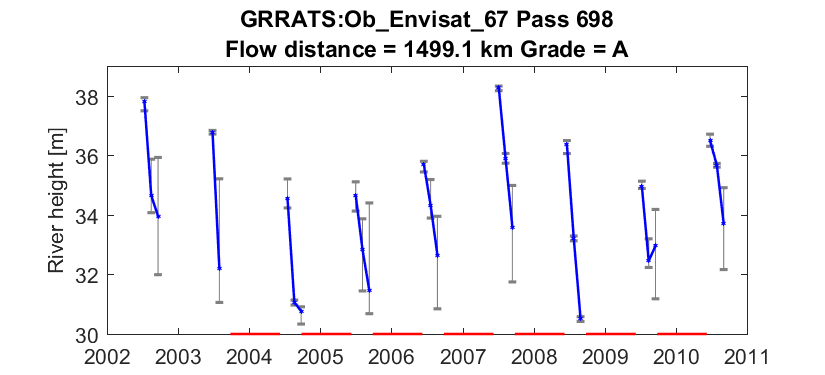 GRRATS:Ob_Envisat_67 Pass 698
Flow distance = 1499.1 km Grade = A
River height [m]
38
36
34
32
30
2002 2003 2004 2005 2006 2007 2008 2009 2010 2011